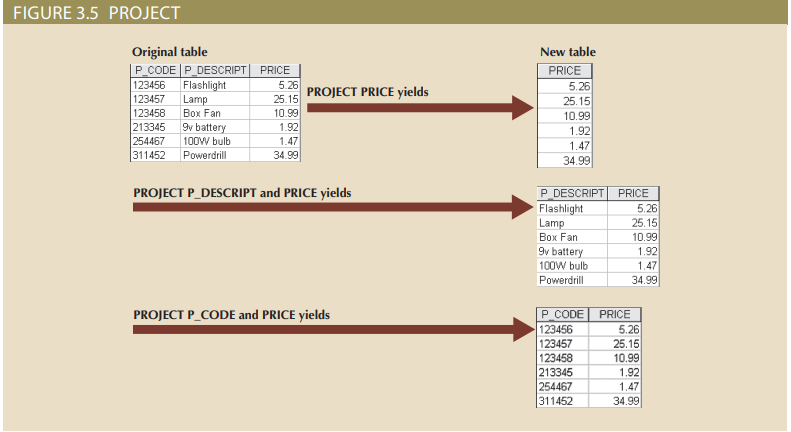 FIGURE 3.5 PROJECT
Original table
P_CODE P_DESCRIPT PRICE
123456 Flashlight 5.26
123457 Lamp 25.15
123458 Box Fan 10.99
213345 9v battery 1.92
254467 100W bulb 1.47
311452 Powerdrill 34.99
PROJECT PRICE yields
New table
PRICE
5.26
25.15
10.99
1.92
1.47
34.99
PROJECT P_DESCRIPT and PRICE yields
P_DESCRIPT PRICE
Flashlight 5.26
Lamp 25.15
Box Fan 10.99
9v battery 1.92
100W bulb 1.47
Powerdrill 34.99
PROJECT P_CODE and PRICE yields
P_CODE PRICE
123456 5.26
123457 25.15
123458 10.99
213345 1.92
254467 1.47
311452 34.99